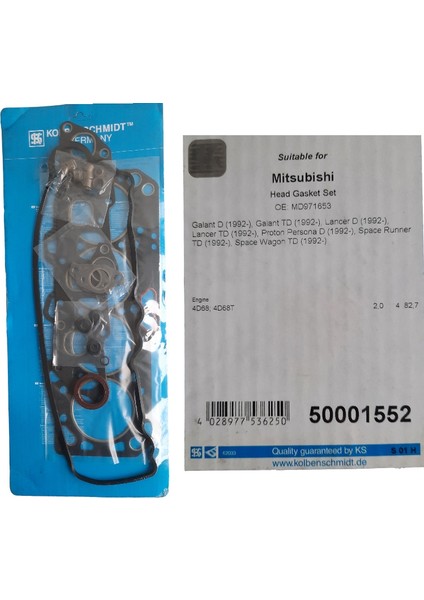 KOLBENSCHMIDT™
GERMANY
Suitable for
Mitsubishi
Head Gasket Set
OE. MD971653
Galant D (1992-), Galant TD (1992-), Lancer D (1992-),
Lancer TD (1992-), Proton Persona D (1992-), Space Runner
TD (1992-), Space Wagon TD (1992-)
Engine
4D68; 4D68T 2,0 4 82,7
4 028977 536250
50001552
KS
Quality guaranteed by KS
S 01 H
www.kolbenschmidt.de